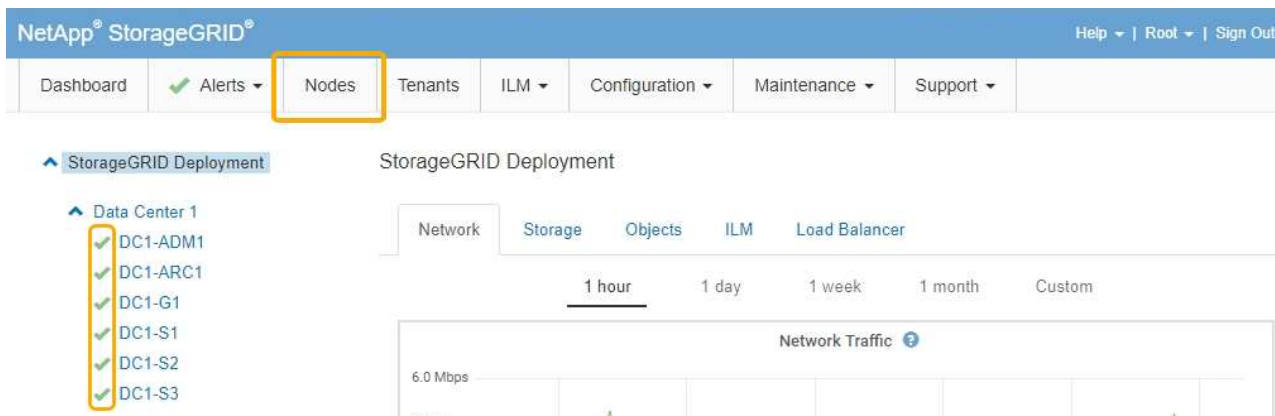 NetApp® StorageGRID®
Help | Root | Sign Out
Dashboard Alerts Nodes Tenants ILM Configuration Maintenance Support
StorageGRID Deployment
Data Center 1
DC1-ADM1
DC1-ARC1
DC1-G1
DC1-S1
DC1-S2
DC1-S3
StorageGRID Deployment
Network Storage Objects ILM Load Balancer
1 hour 1 day 1 week 1 month Custom
Network Traffic ?
6.0 Mbps